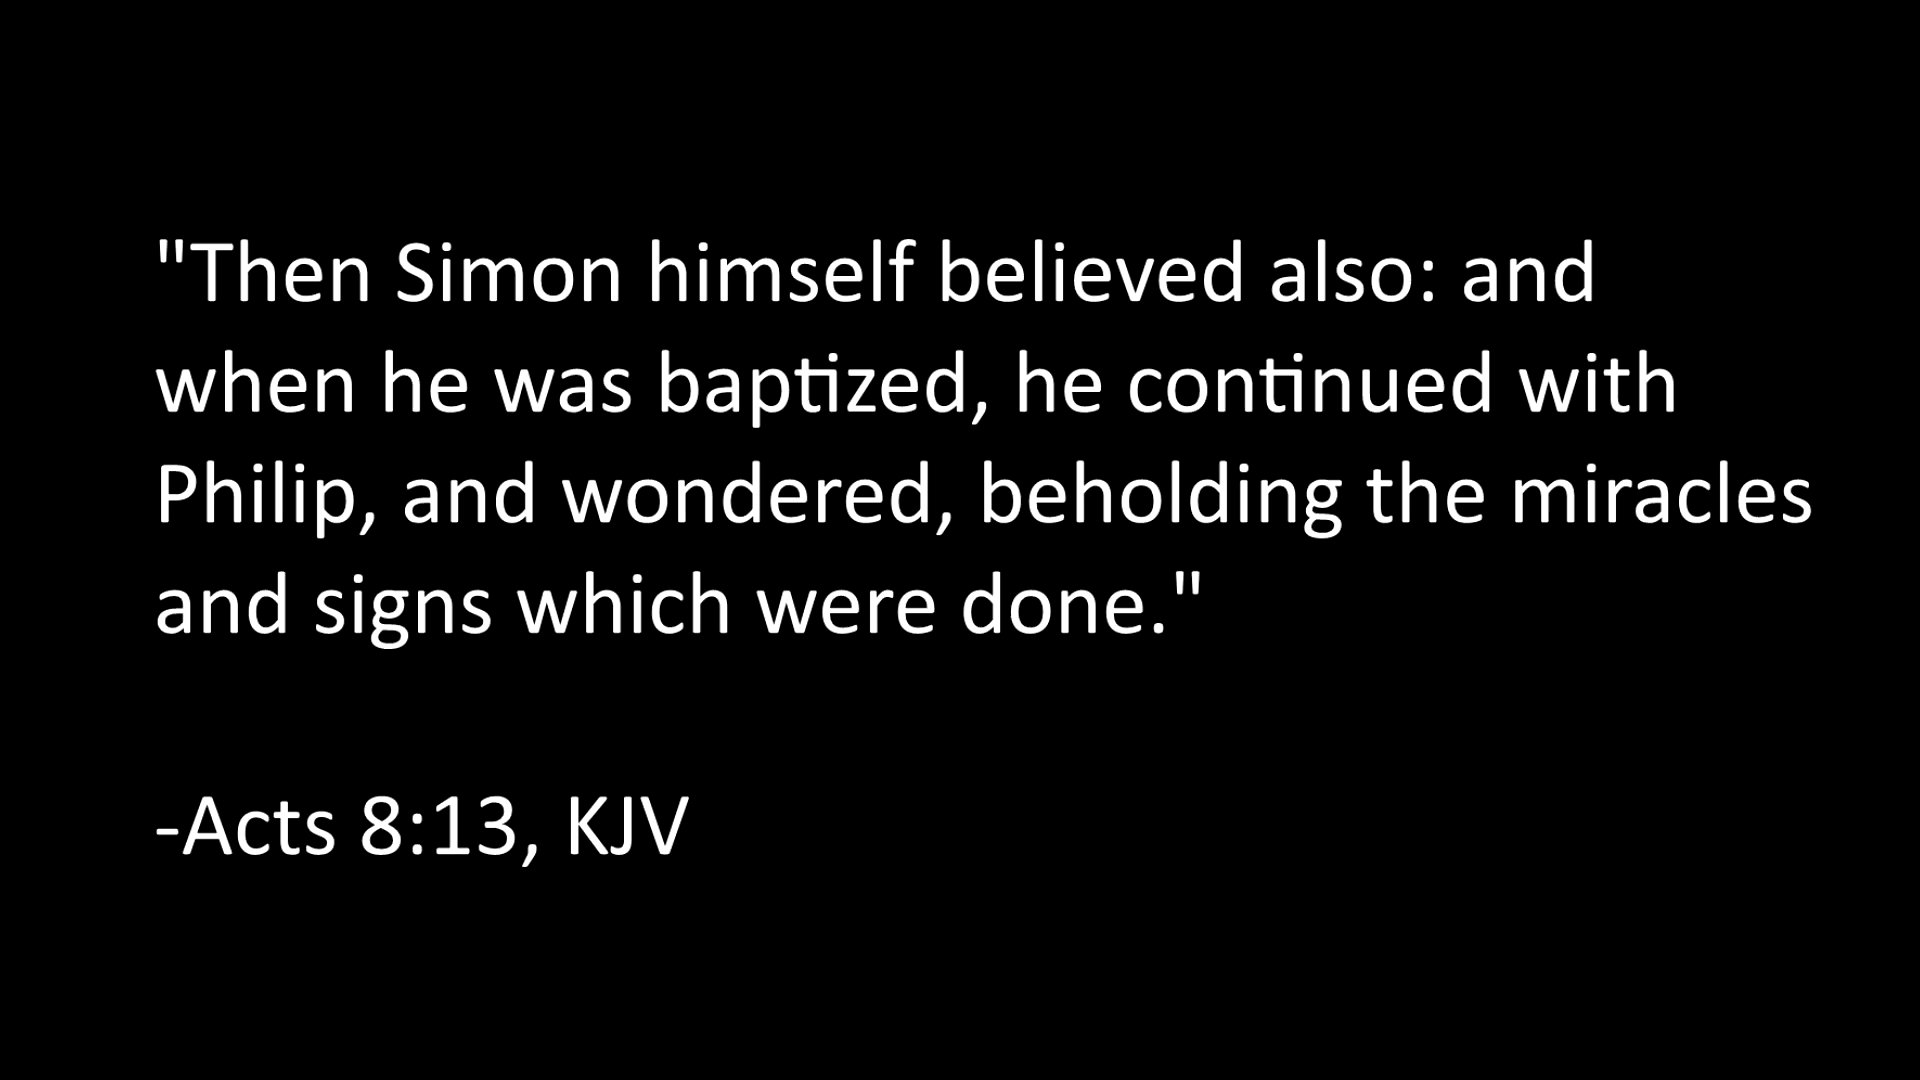 "Then Simon himself believed also: and
when he was baptized, he continued with
Philip, and wondered, beholding the miracles
and signs which were done."
-Acts 8:13, KJV